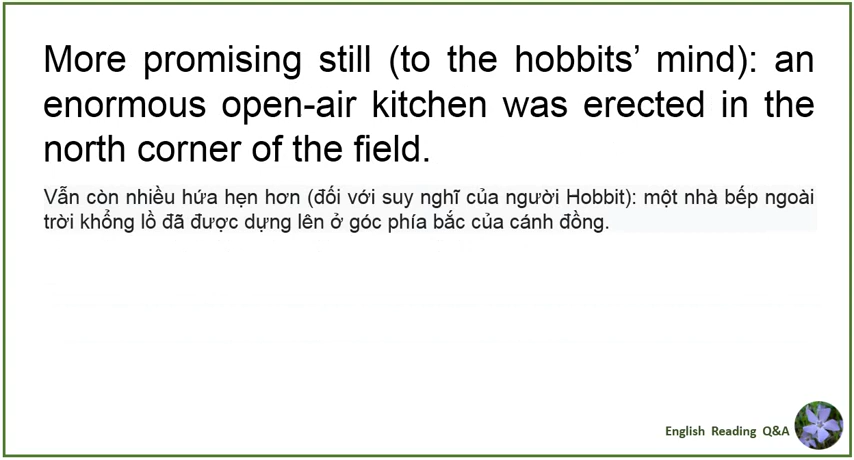 More promising still (to the hobbits’ mind): an
enormous open-air kitchen was erected in the
north corner of the field.
Vẫn còn nhiều hứa hẹn hơn (đối với suy nghĩ của người Hobbit): một nhà bếp ngoài
trời khổng lồ đã được dựng lên ở góc phía bắc của cánh đồng.
English Reading Q&A